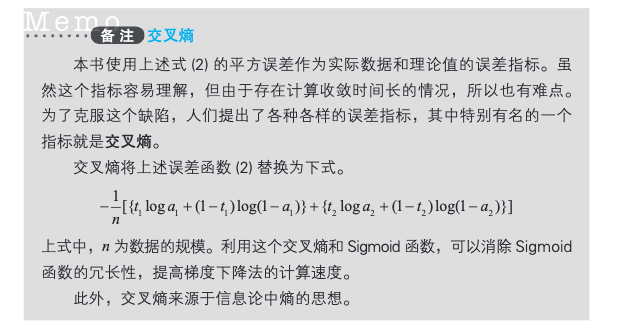 Memo
备注 交叉熵
本书使用上述式 (2) 的平方误差作为实际数据和理论值的误差指标。虽
然这个指标容易理解，但由于存在计算收敛时间长的情况，所以也有难点。
为了克服这个缺陷，人们提出了各种各样的误差指标，其中特别有名的一个
指标就是交叉熵。
交叉熵将上述误差函数 (2) 替换为下式。
$-\frac{1}{n}[\{t_1 \log a_1 + (1-t_1)\log(1-a_1)\} + \{t_2 \log a_2 + (1-t_2)\log(1-a_2)\}]$
上式中，n 为数据的规模。利用这个交叉熵和 Sigmoid 函数，可以消除 Sigmoid
函数的冗长性，提高梯度下降法的计算速度。
此外，交叉熵来源于信息论中熵的思想。